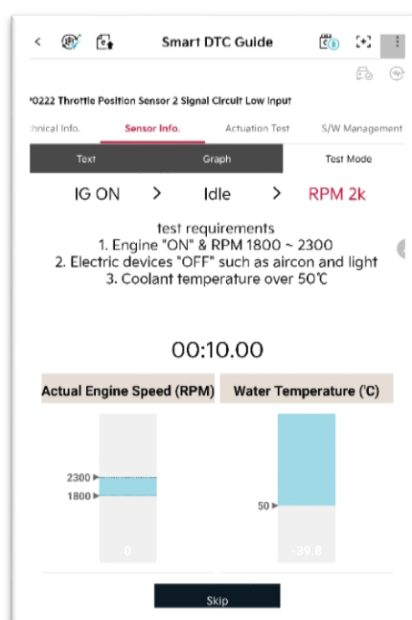 Smart DTC Guide
P0222 Throttle Position Sensor 2 Signal Circuit Low Input
Sensor Info. Actuation Test S/W Management
Text Graph Test Mode
IG ON > Idle > RPM 2k
test requirements
1. Engine "ON" & RPM 1800 ~ 2300
2. Electric devices "OFF" such as aircon and light
3. Coolant temperature over 50℃
00:10.00
Actual Engine Speed (RPM) Water Temperature (℃)
2300
1800
50
0 -39.8
Skip